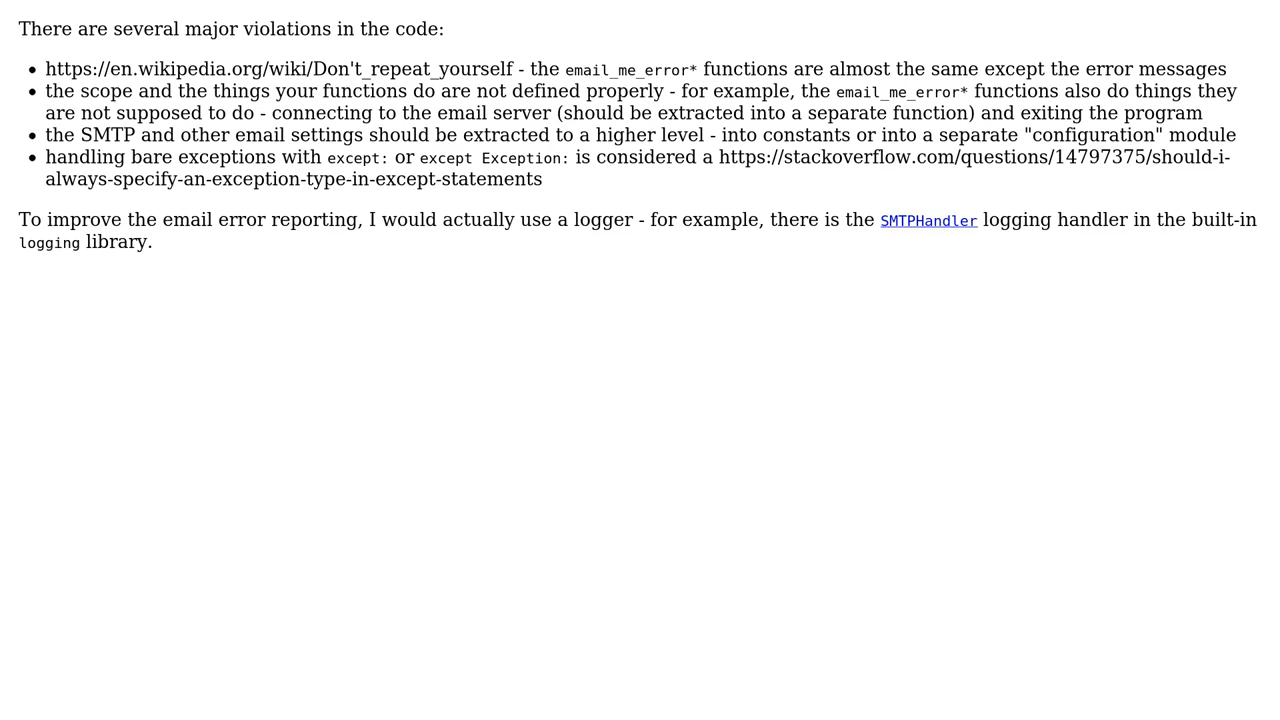 There are several major violations in the code:
• https://en.wikipedia.org/wiki/Don't_repeat_yourself - the email_me_error* functions are almost the same except the error messages
• the scope and the things your functions do are not defined properly - for example, the email_me_error* functions also do things they
are not supposed to do - connecting to the email server (should be extracted into a separate function) and exiting the program
• the SMTP and other email settings should be extracted to a higher level - into constants or into a separate "configuration" module
• handling bare exceptions with except: or except Exception: is considered a https://stackoverflow.com/questions/14797375/should-i-
always-specify-an-exception-type-in-except-statements
To improve the email error reporting, I would actually use a logger - for example, there is the SMTPHandler logging handler in the built-in
logging library.